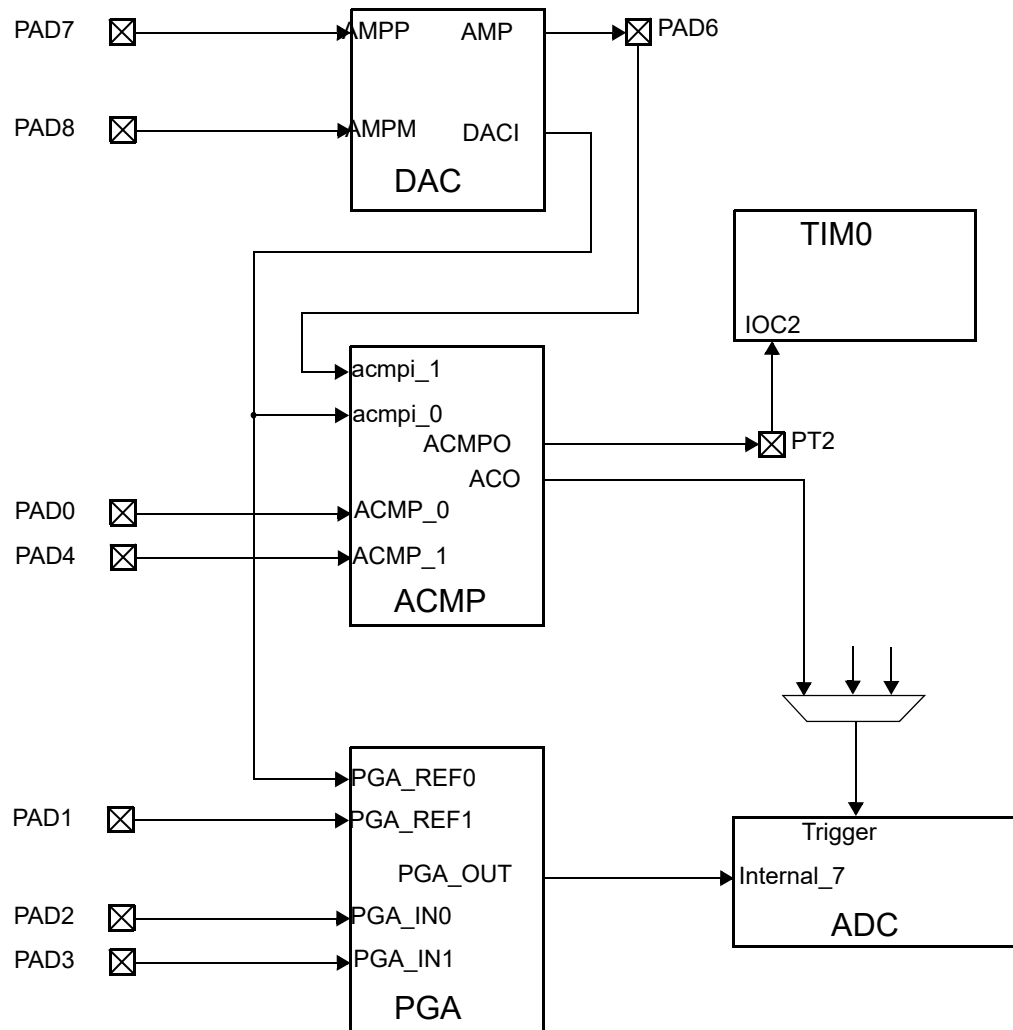 PAD7
AMPP
AMP
PAD6
PAD8
AMPM
DACI
DAC
TIM0
IOC2
acmpi_1
acmpi_0
ACMPO
PT2
ACO
PAD0
ACMP_0
PAD4
ACMP_1
ACMP
PGA_REF0
PAD1
PGA_REF1
Trigger
PGA_OUT
Internal_7
PAD2
PGA_IN0
ADC
PAD3
PGA_IN1
PGA